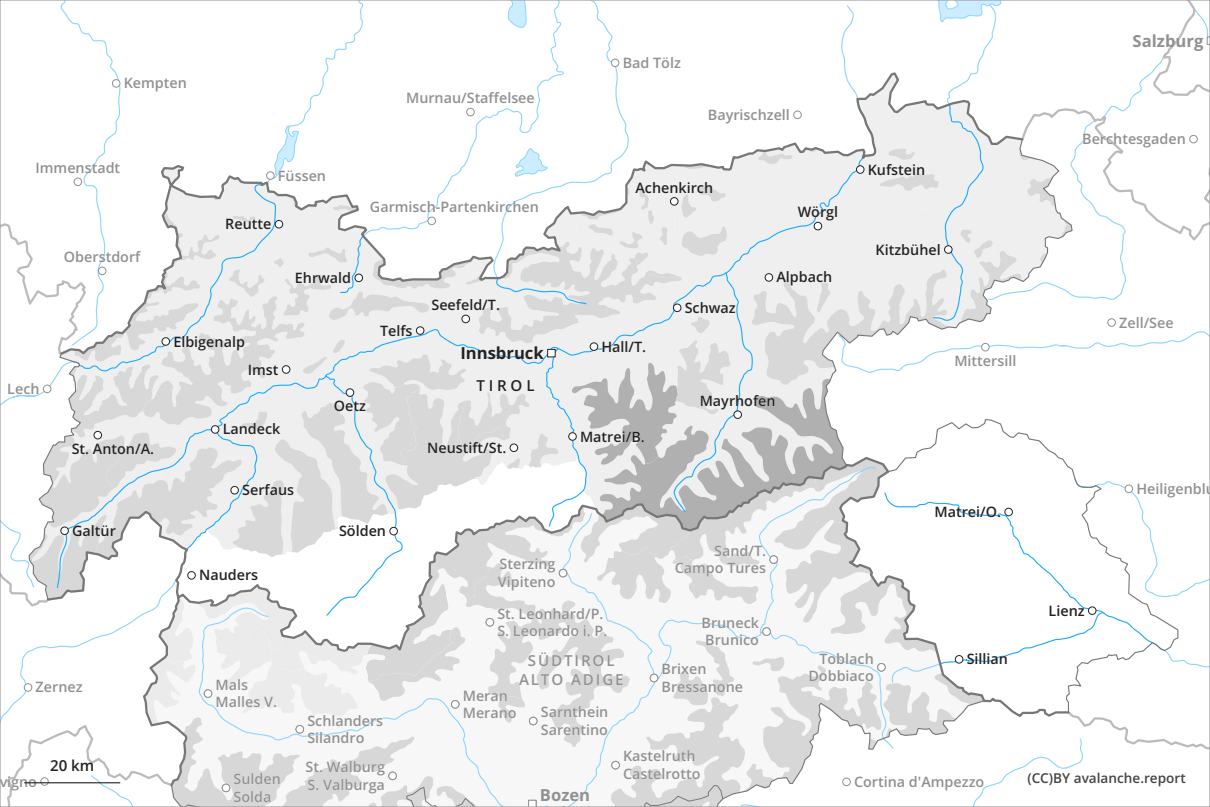 Salzburg
Kempten
Bad Tölz
Murnau/Staffelsee
Bayrischzell
Berchtesgaden
Immenstadt
Füssen
Kufstein
Achenkirch
Garmisch-Partenkirchen
Wörgl
Reutte
Kitzbühel
Oberstdorf
Ehrwald
Alpbach
Seefeld/T.
Schwaz
Telfs
Zell/See
Elbigenalp
Innsbruck
Hall/T.
Mittersill
Imst
TIROL
Lech
Oetz
Mayrhofen
Landeck
Matrei/B.
St. Anton/A.
Neustift/St.
Serfaus
Heiligenblu
Matrei/O.
Galtür
Sölden
Sand/T.
Campo Tures
Sterzing
Vipiteno
Nauders
Lienz
St. Leonhard/P.
S. Leonardo i. P.
Bruneck
Brunico
SÜDTIROL
ALTO ADIGE
Toblach
Dobbiaco
Sillian
Brixen
Bressanone
Zernez
Mals
Malles V.
Meran
Merano
Sarnthein
Sarentino
Schlanders
Silandro
Kastelruth
Castelrotto
St. Walburg
S. Valburga
20 km
vigno
Sulden
Solda
Cortina d'Ampezzo
(CC)BY avalanche.report
Bozen